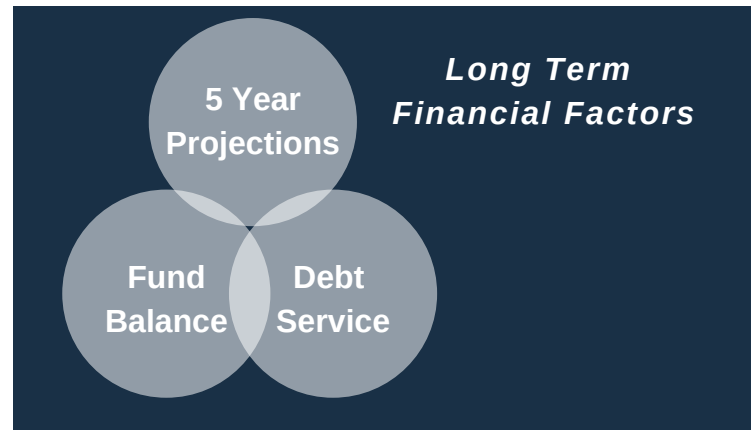 Long Term
Financial Factors
5 Year
Projections
Fund
Balance
Debt
Service